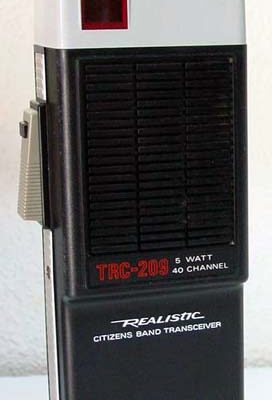 TRC-209 5 WATT
40 CHANNEL
REALISTIC
CITIZENS BAND TRANSCEIVER